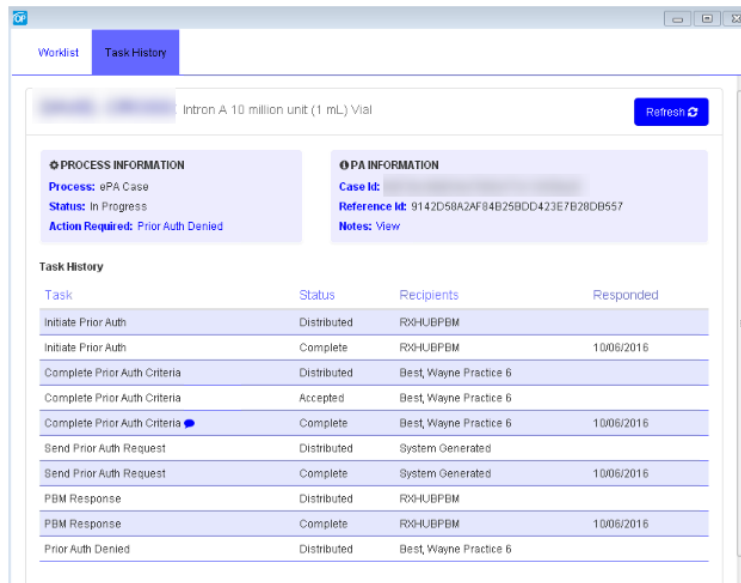 OP
Worklist Task History
Intron A 10 million unit (1 mL) Vial Refresh
PROCESS INFORMATION
Process: ePA Case
Status: In Progress
Action Required: Prior Auth Denied
PA INFORMATION
Case Id:
Reference Id: 9142D58A2AF84B25BDD423E7B28DB557
Notes: View
Task History
Task Status Recipients Responded
Initiate Prior Auth Distributed RXHUBPBM
Initiate Prior Auth Complete RXHUBPBM 10/06/2016
Complete Prior Auth Criteria Distributed Best, Wayne Practice 6
Complete Prior Auth Criteria Accepted Best, Wayne Practice 6
Complete Prior Auth Criteria Complete Best, Wayne Practice 6 10/06/2016
Send Prior Auth Request Distributed System Generated
Send Prior Auth Request Complete System Generated 10/06/2016
PBM Response Distributed RXHUBPBM
PBM Response Complete RXHUBPBM 10/06/2016
Prior Auth Denied Distributed Best, Wayne Practice 6